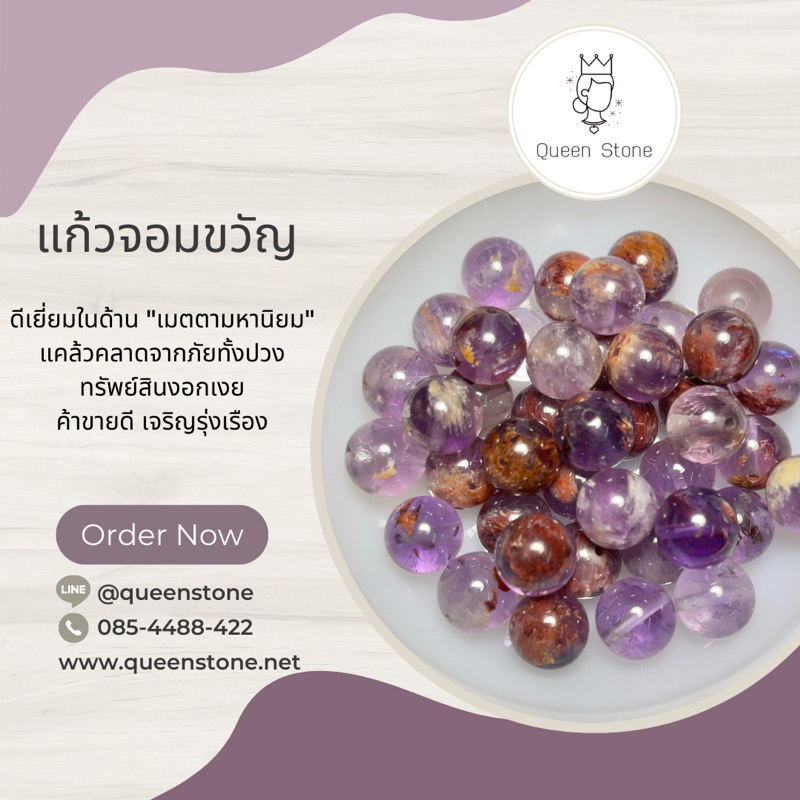 Queen Stone
แก้วจอมขวัญ
ดีเยี่ยมในด้าน "เมตตามหานิยม"
แคล้วคลาดจากภัยทั้งปวง
ทรัพย์สินงอกเงย
ค้าขายดี เจริญรุ่งเรือง
Order Now
LINE @queenstone
085-4488-422
www.queenstone.net